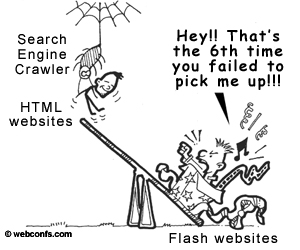 Search
Engine
Crawler
HTML
websites
Hey!! That's
the 6th time
you failed to
pick me up!!!
© webconfs.com
Flash websites